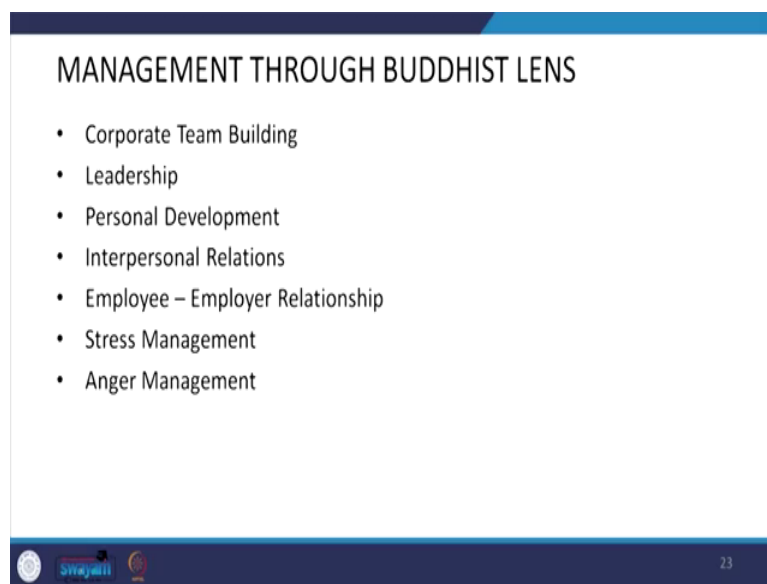 MANAGEMENT THROUGH BUDDHIST LENS
• Corporate Team Building
• Leadership
• Personal Development
• Interpersonal Relations
• Employee – Employer Relationship
• Stress Management
• Anger Management
swayam
23